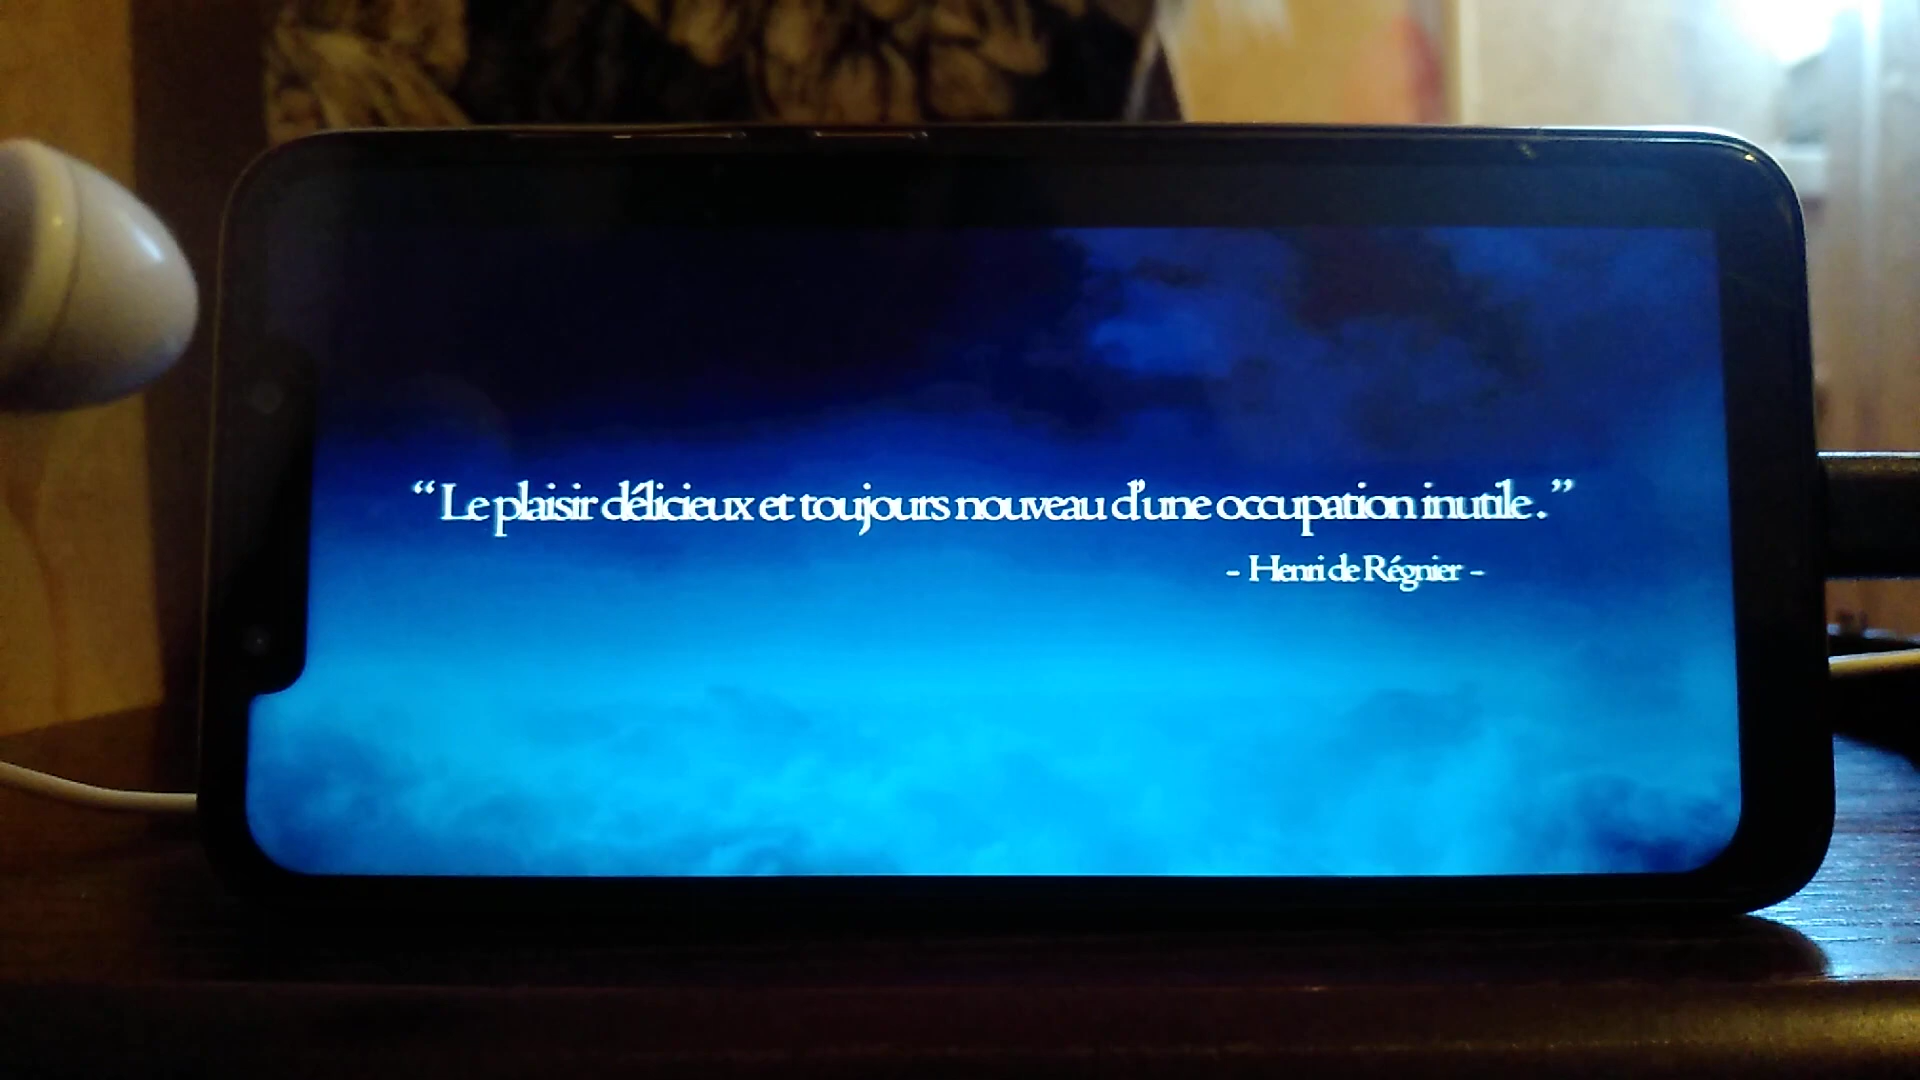 “Le plaisir délicieux et toujours nouveau d'une occupation inutile.”
- Henri de Régnier -